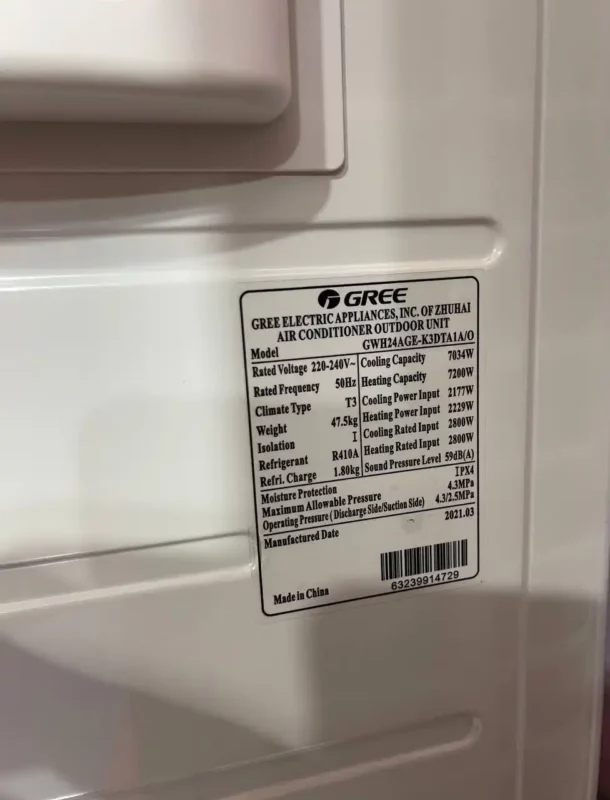 GREE
GREE ELECTRIC APPLIANCES, INC. OF ZHUHAI
AIR CONDITIONER OUTDOOR UNIT
Model GWH24AGE-K3DTA1A/O
Rated Voltage 220-240V~ Cooling Capacity 7034W
Rated Frequency 50Hz Heating Capacity 7200W
Climate Type T3 Cooling Power Input 2177W
Weight 47.5kg Heating Power Input 2229W
Isolation I Cooling Rated Input 2800W
Refrigerant R410A Heating Rated Input 2800W
Refri. Charge 1.80kg Sound Pressure Level 59dB(A)
Moisture Protection IPX4
Maximum Allowable Pressure 4.3MPa
Operating Pressure (Discharge Side/Suction Side) 4.3/2.5MPa
Manufactured Date 2021.03
63239914729
Made in China